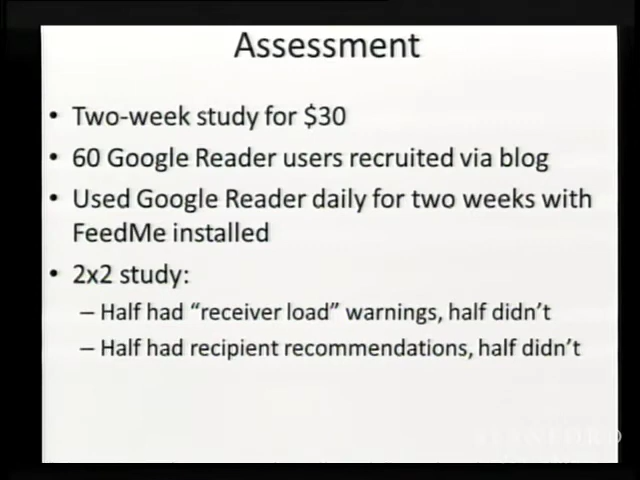 Assessment
• Two-week study for $30
• 60 Google Reader users recruited via blog
• Used Google Reader daily for two weeks with
FeedMe installed
• 2x2 study:
– Half had “receiver load” warnings, half didn’t
– Half had recipient recommendations, half didn’t
STANFORD